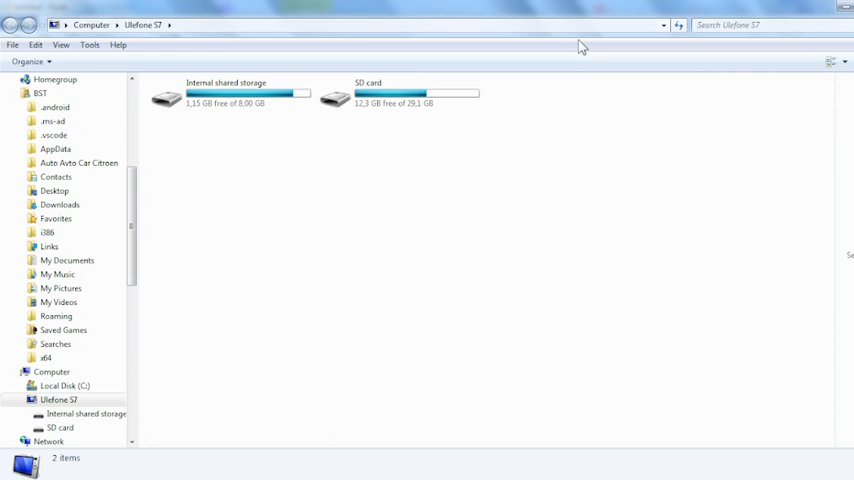 Computer
Ulefone S7
Search Ulefone S7
File Edit View Tools Help
Organize
Homegroup
BST
.android
.ms-ad
.vscode
AppData
Auto Avto Car Citroen
Contacts
Desktop
Downloads
Favorites
i386
Links
My Documents
My Music
My Pictures
My Videos
Roaming
Saved Games
Searches
x64
Computer
Local Disk (C:)
Ulefone S7
Internal shared storage
SD card
Network
Internal shared storage
1,15 GB free of 8,00 GB
SD card
12,3 GB free of 29,1 GB
Se
2 items